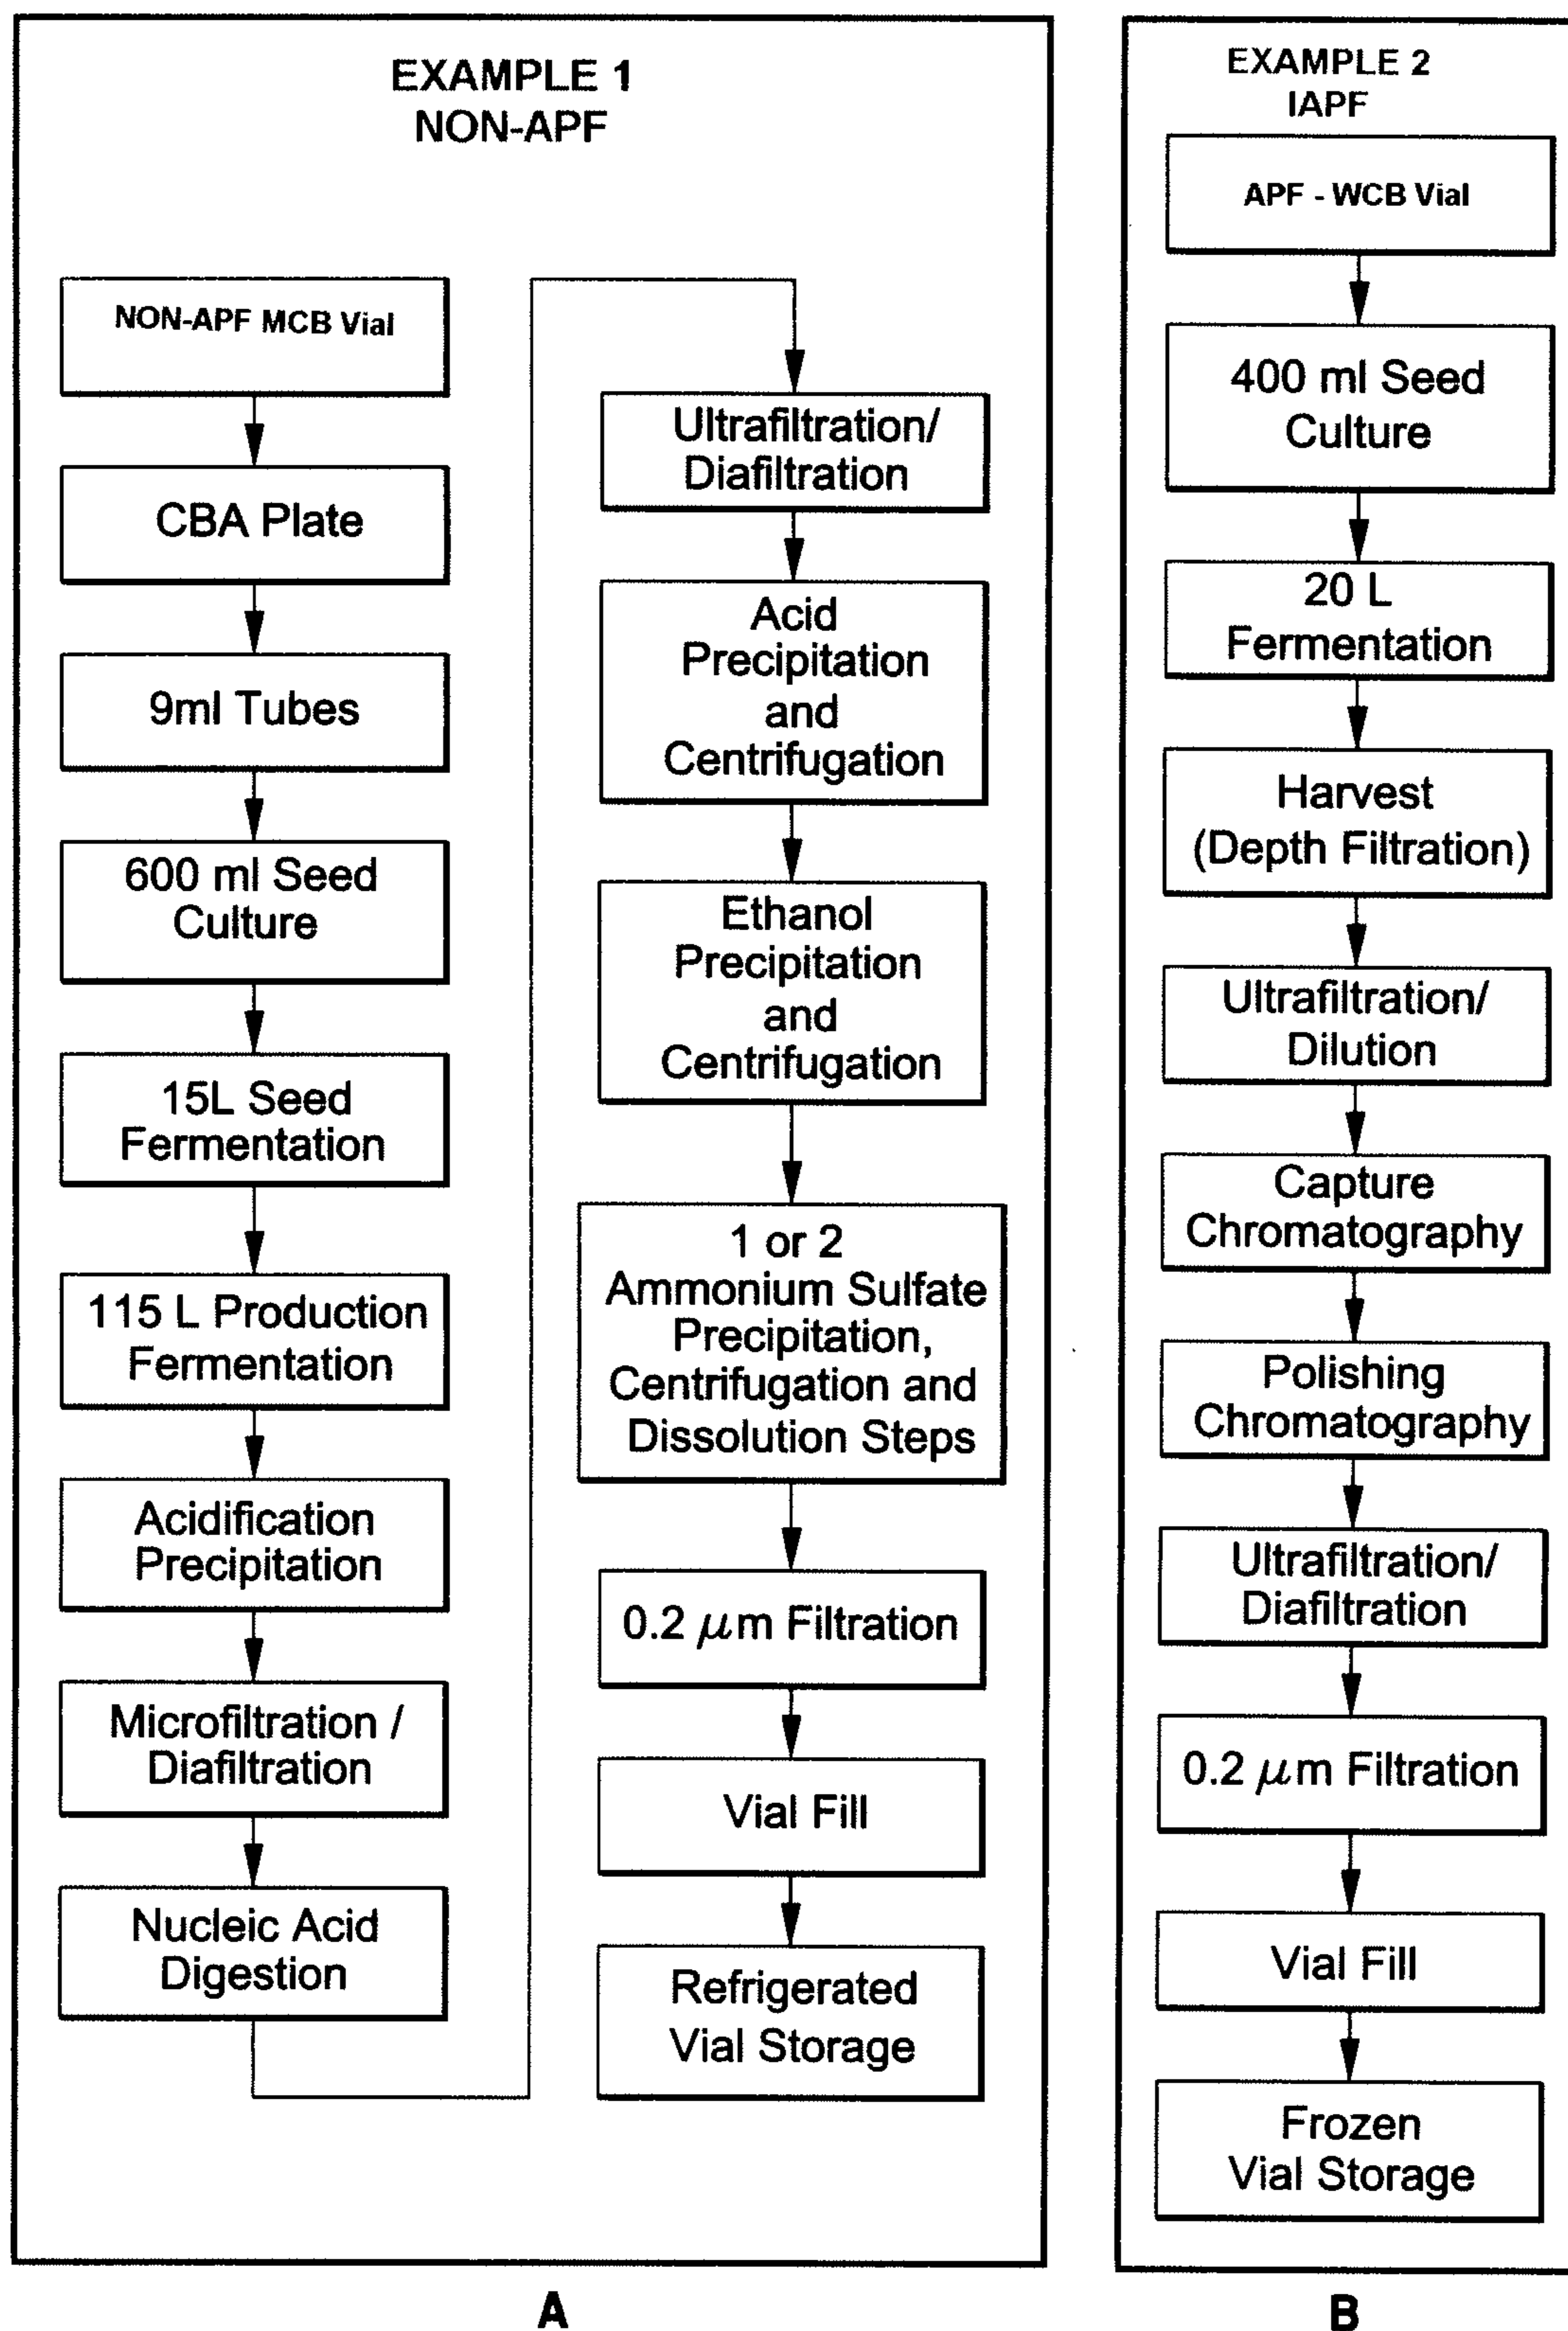 EXAMPLE 1
NON-APF
NON-APF MCB Vial
CBA Plate
9ml Tubes
600 ml Seed
Culture
15L Seed
Fermentation
115 L Production
Fermentation
Acidification
Precipitation
Microfiltration /
Diafiltration
Nucleic Acid
Digestion
Ultrafiltration/
Diafiltration
Acid
Precipitation
and
Centrifugation
Ethanol
Precipitation
and
Centrifugation
1 or 2
Ammonium Sulfate
Precipitation,
Centrifugation and
Dissolution Steps
0.2 μm Filtration
Vial Fill
Refrigerated
Vial Storage
A
EXAMPLE 2
IAPF
APF - WCB Vial
400 ml Seed
Culture
20 L
Fermentation
Harvest
(Depth Filtration)
Ultrafiltration/
Dilution
Capture
Chromatography
Polishing
Chromatography
Ultrafiltration/
Diafiltration
0.2 μm Filtration
Vial Fill
Frozen
Vial Storage
B